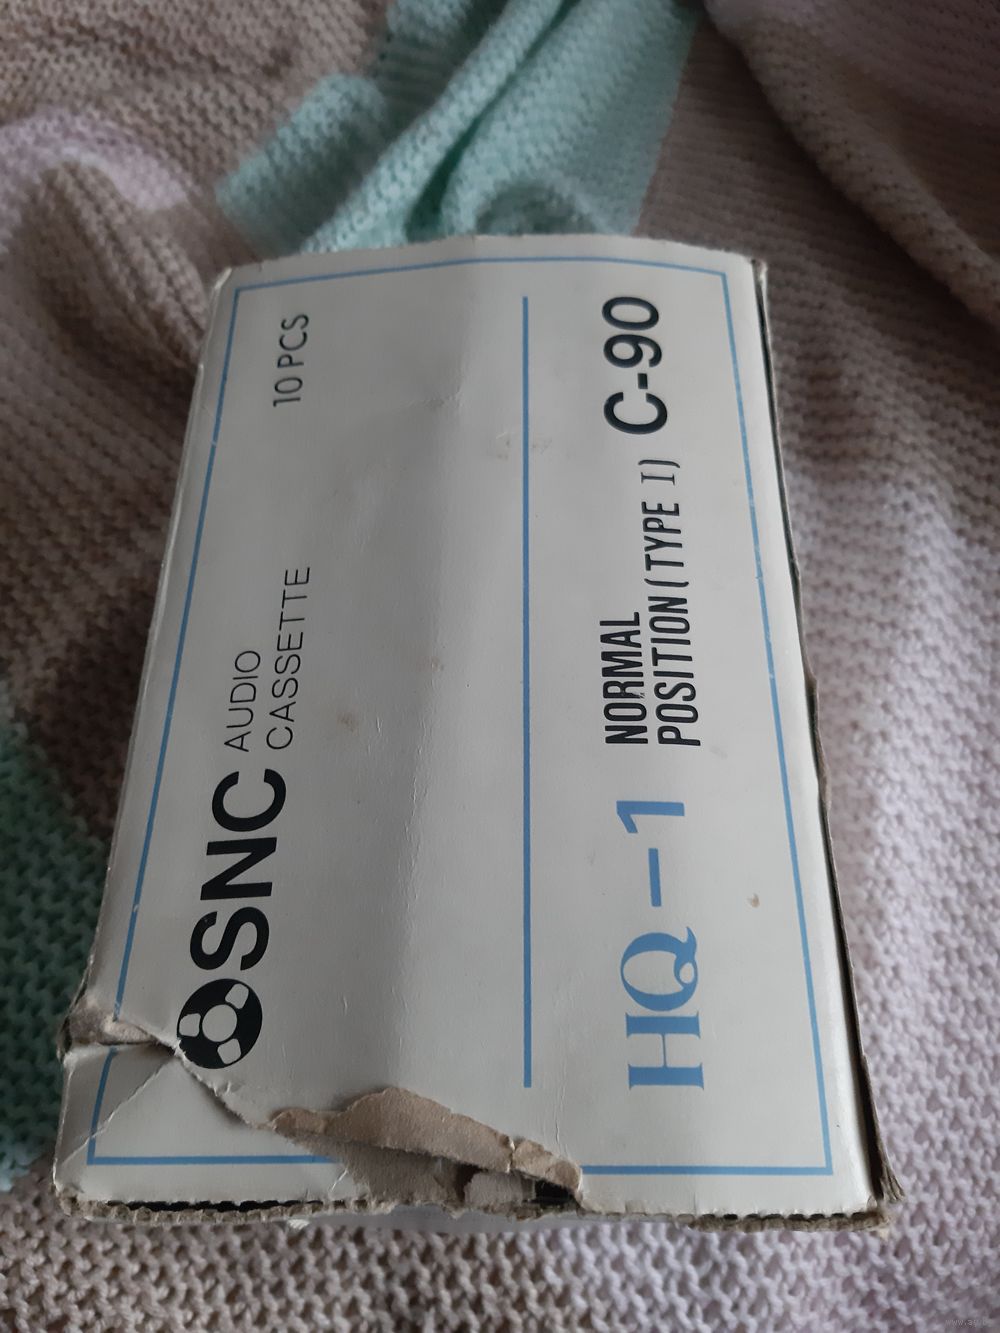 SNC AUDIO CASSETTE 10 PCS
HQ-1 NORMAL POSITION (TYPE I) C-90